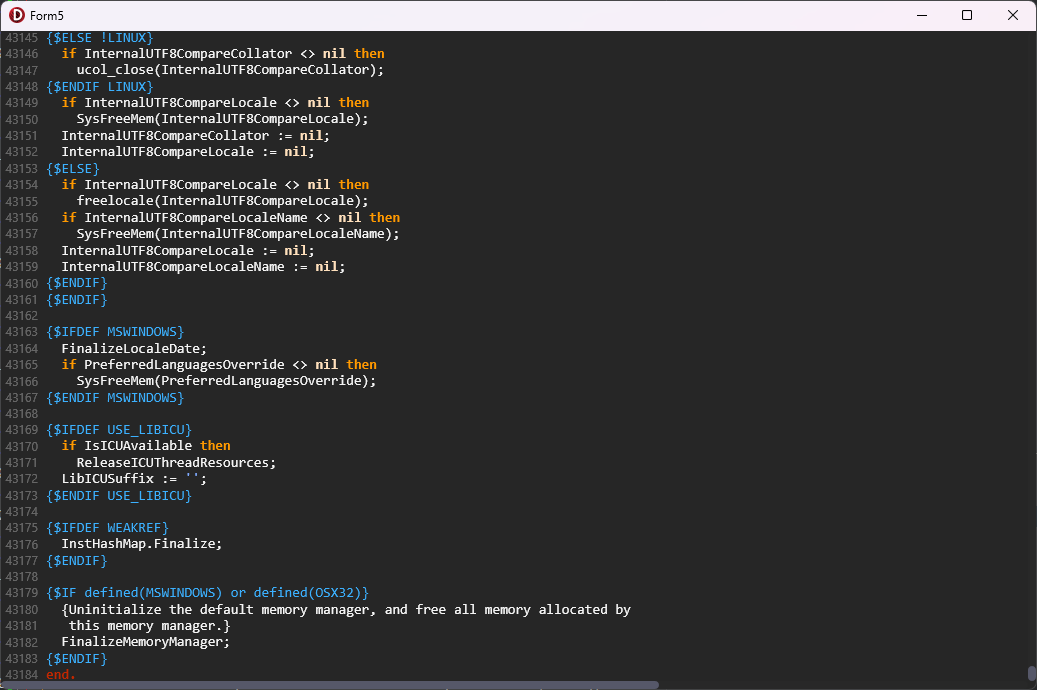 Form5
43145 {$ELSE !LINUX}
43146   if InternalUTF8CompareCollator <> nil then
43147     ucol_close(InternalUTF8CompareCollator);
43148 {$ENDIF LINUX}
43149   if InternalUTF8CompareLocale <> nil then
43150     SysFreeMem(InternalUTF8CompareLocale);
43151   InternalUTF8CompareCollator := nil;
43152   InternalUTF8CompareLocale := nil;
43153 {$ELSE}
43154   if InternalUTF8CompareLocale <> nil then
43155     freelocale(InternalUTF8CompareLocale);
43156   if InternalUTF8CompareLocaleName <> nil then
43157     SysFreeMem(InternalUTF8CompareLocaleName);
43158   InternalUTF8CompareLocale := nil;
43159   InternalUTF8CompareLocaleName := nil;
43160 {$ENDIF}
43161 {$ENDIF}
43162
43163 {$IFDEF MSWINDOWS}
43164   FinalizeLocaleDate;
43165   if PreferredLanguagesOverride <> nil then
43166     SysFreeMem(PreferredLanguagesOverride);
43167 {$ENDIF MSWINDOWS}
43168
43169 {$IFDEF USE_LIBICU}
43170   if IsICUAvailable then
43171     ReleaseICUThreadResources;
43172   LibICUSuffix := '';
43173 {$ENDIF USE_LIBICU}
43174
43175 {$IFDEF WEAKREF}
43176   InstHashMap.Finalize;
43177 {$ENDIF}
43178
43179 {$IF defined(MSWINDOWS) or defined(OSX32)}
43180   {Uninitialize the default memory manager, and free all memory allocated by
43181    this memory manager.}
43182   FinalizeMemoryManager;
43183 {$ENDIF}
43184 end.